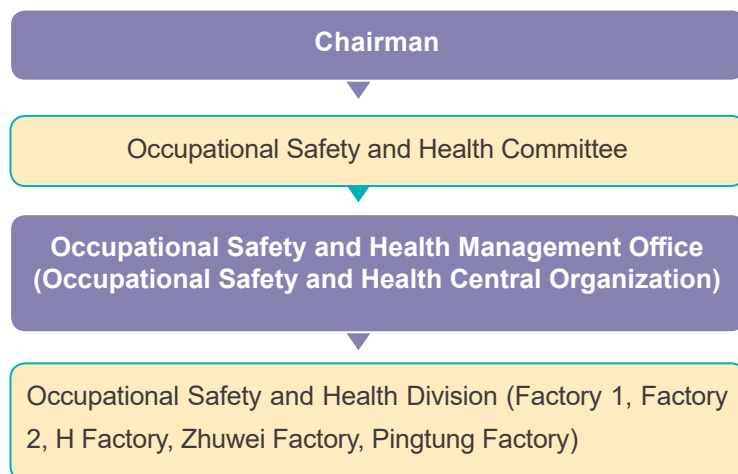 Chairman
Occupational Safety and Health Committee
Occupational Safety and Health Management Office
(Occupational Safety and Health Central Organization)
Occupational Safety and Health Division (Factory 1, Factory
2, H Factory, Zhuwei Factory, Pingtung Factory)